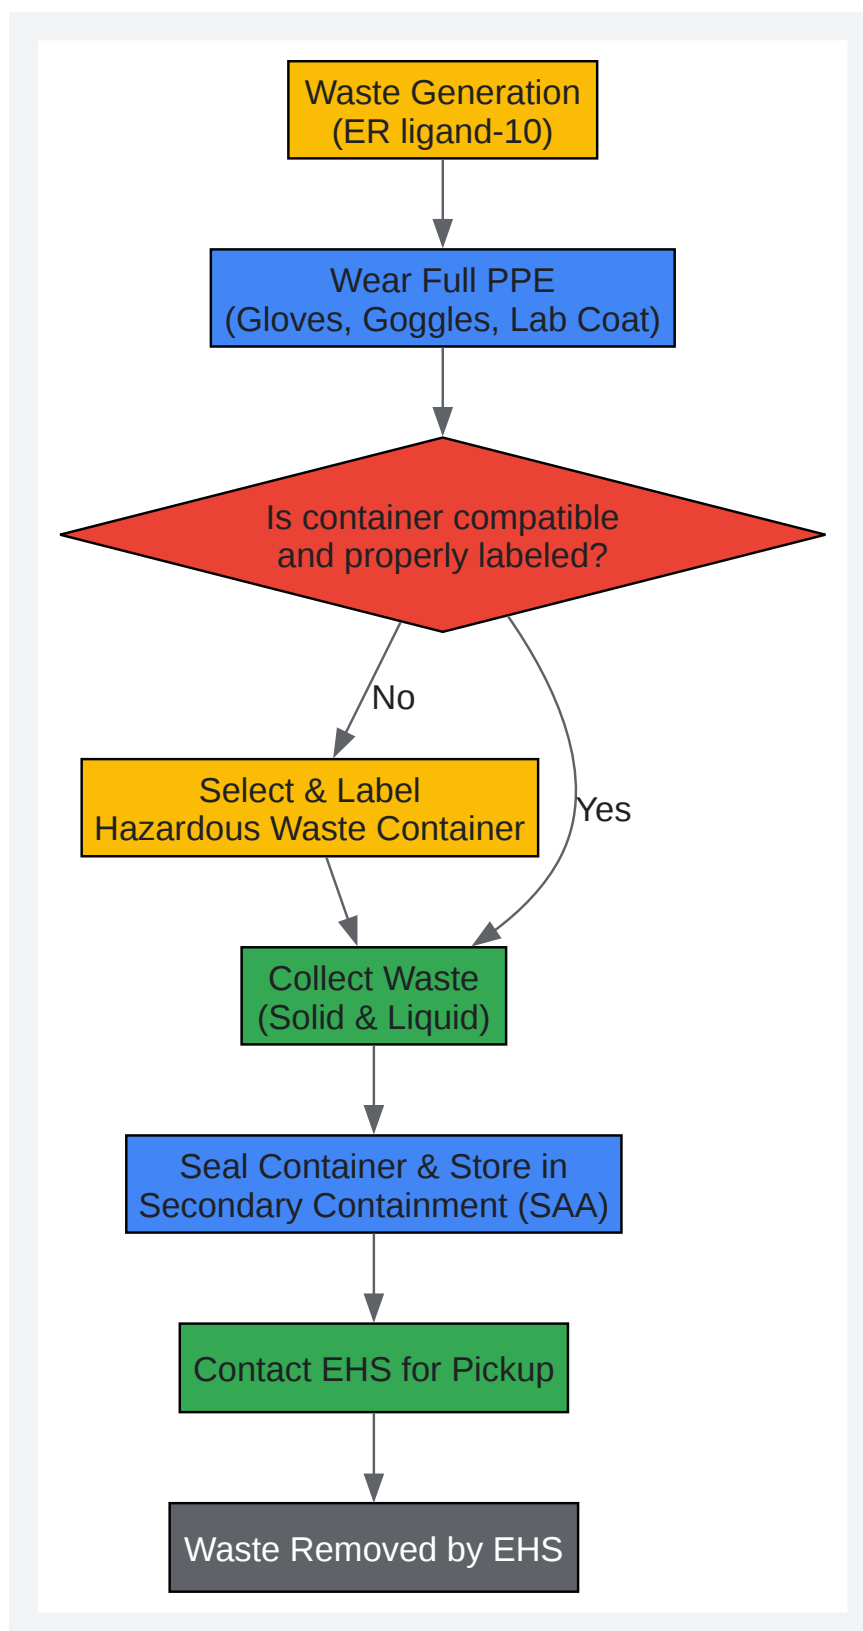 Waste Generation
(ER ligand-10)
Wear Full PPE
(Gloves, Goggles, Lab Coat)
Is container compatible
and properly labeled?
No
Select & Label
Hazardous Waste Container
Yes
Collect Waste
(Solid & Liquid)
Seal Container & Store in
Secondary Containment (SAA)
Contact EHS for Pickup
Waste Removed by EHS